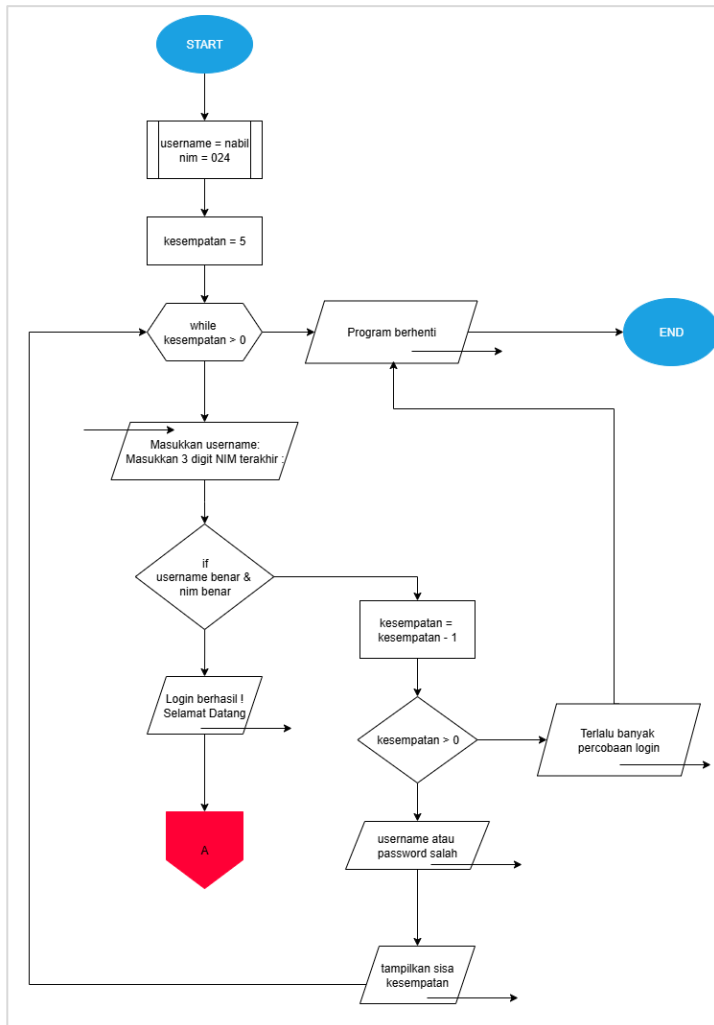 START
username = nabil
nim = 024
kesempatan = 5
while
kesempatan > 0
Program berhenti
END
Masukkan username:
Masukkan 3 digit NIM terakhir :
if
username benar &
nim benar
kesempatan =
kesempatan - 1
Login berhasil !
Selamat Datang
kesempatan > 0
Terlalu banyak
percobaan login
A
username atau
password salah
tampilkan sisa
kesempatan